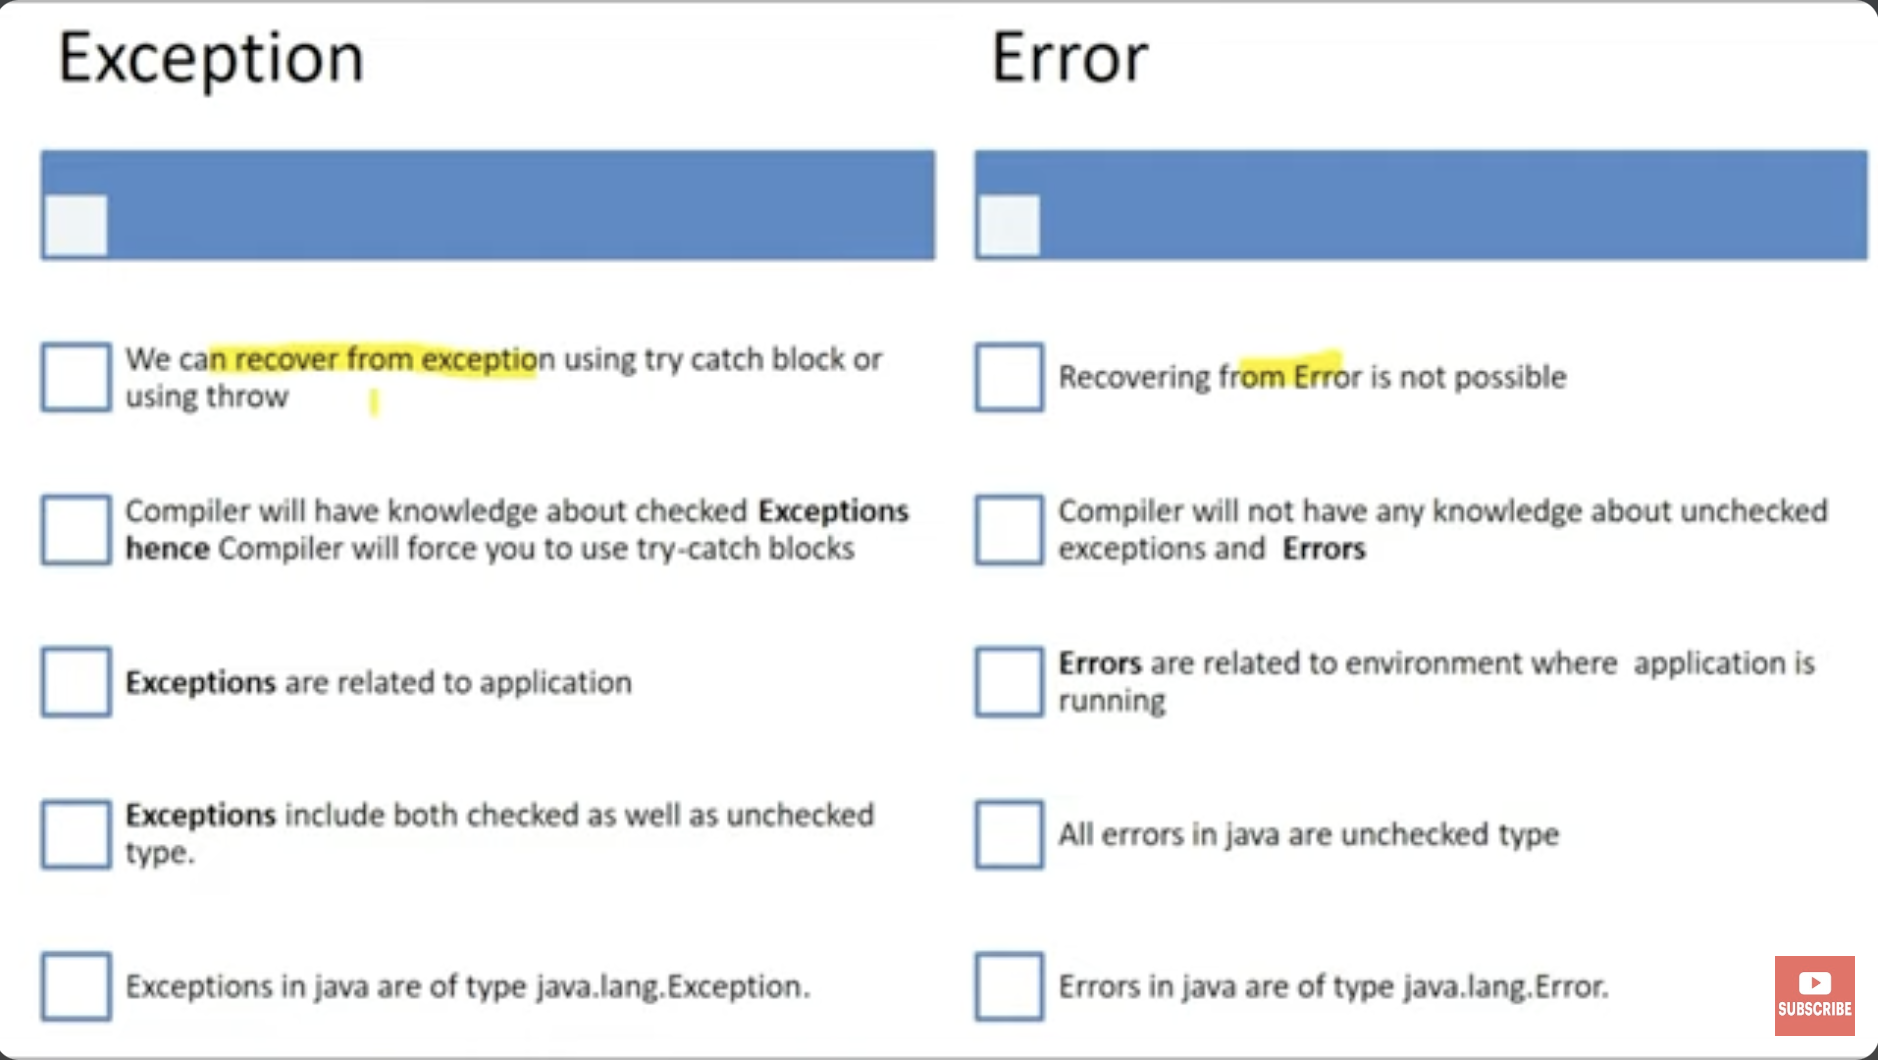 Exception
We can recover from exception using try catch block or
using throw
Compiler will have knowledge about checked Exceptions
hence Compiler will force you to use try-catch blocks
Exceptions are related to application
Exceptions include both checked as well as unchecked
type.
Exceptions in java are of type java.lang.Exception.
Error
Recovering from Error is not possible
Compiler will not have any knowledge about unchecked
exceptions and Errors
Errors are related to environment where application is
running
All errors in java are unchecked type
Errors in java are of type java.lang.Error.
SUBSCRIBE